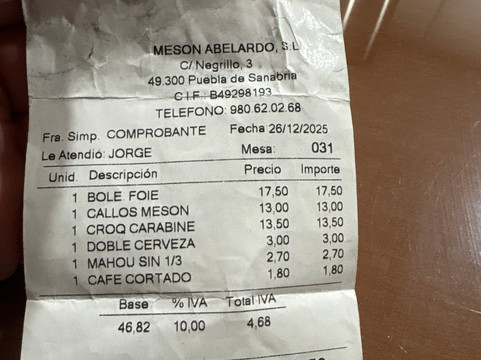 MESON ABELARDO, S.L
C/ Negrillo, 3
49.300 Puebla de Sanabria
C.I.F.: B49298193
TELEFONO: 980.62.02.68
Fra. Simp. COMPROBANTE Fecha 26/12/2025
Le Atendió: JORGE Mesa: 031
Unid. Descripción Precio Importe
1 BOLE FOIE 17,50 17,50
1 CALLOS MESON 13,00 13,00
1 CROQ CARABINE 13,50 13,50
1 DOBLE CERVEZA 3,00 3,00
1 MAHOU SIN 1/3 2,70 2,70
1 CAFE CORTADO 1,80 1,80
Base % IVA Total IVA
46,82 10,00 4,68